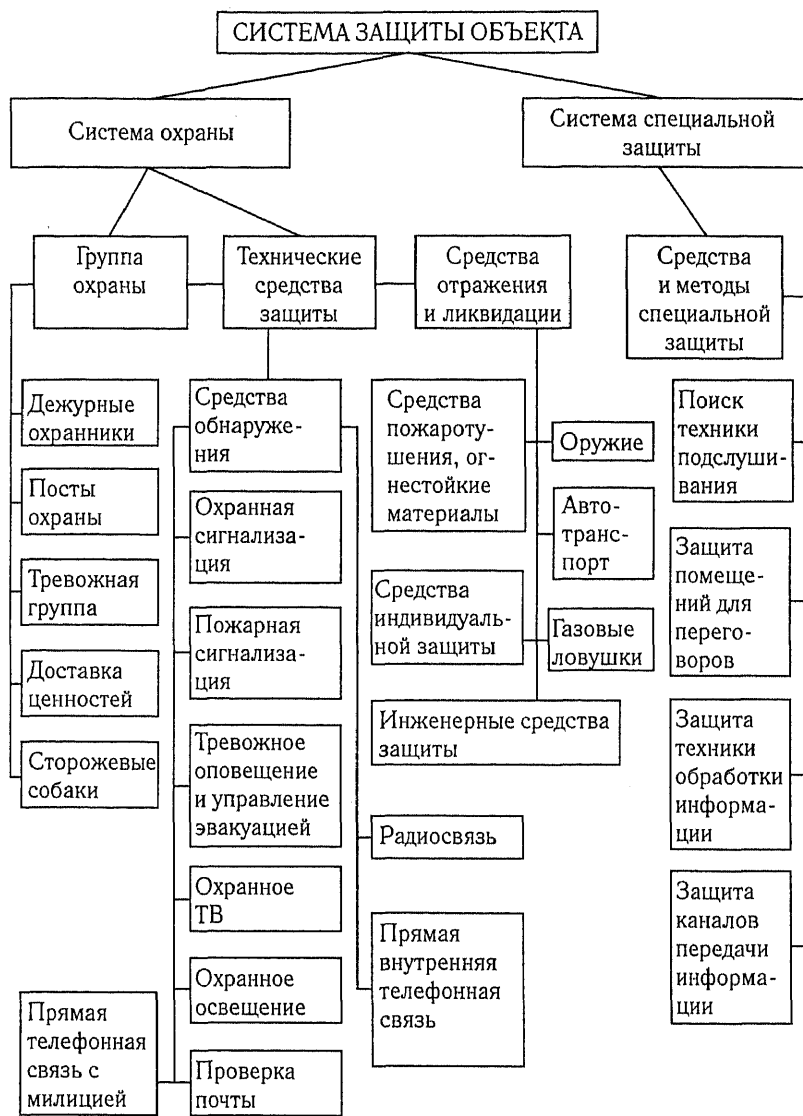 СИСТЕМА ЗАЩИТЫ ОБЪЕКТА
Система охраны
Система специальной
защиты
Группа
охраны
Технические
средства
защиты
Средства
отражения
и ликвидации
Средства
и методы
специальной
защиты
Дежурные
охранники
Посты
охраны
Тревожная
группа
Доставка
ценностей
Сторожевые
собаки
Прямая
телефонная
связь с
милицией
Средства
обнаруже-
ния
Охранная
сигнализа-
ция
Пожарная
сигнализа-
ция
Тревожное
оповещение
и управление
эвакуацией
Охранное
ТВ
Охранное
освещение
Проверка
почты
Средства
пожароту-
шения, ог-
нестойкие
материалы
Средства
индивидуаль-
ной защиты
Инженерные средства
защиты
Радиосвязь
Прямая
внутренняя
телефонная
связь
Оружие
Авто-
транс-
порт
Газовые
ловушки
Поиск
техники
подслуши-
вания
Защита
помеще-
ний для
перего-
воров
Защита
техники
обработки
информа-
ции
Защита
каналов
передачи
информа-
ции